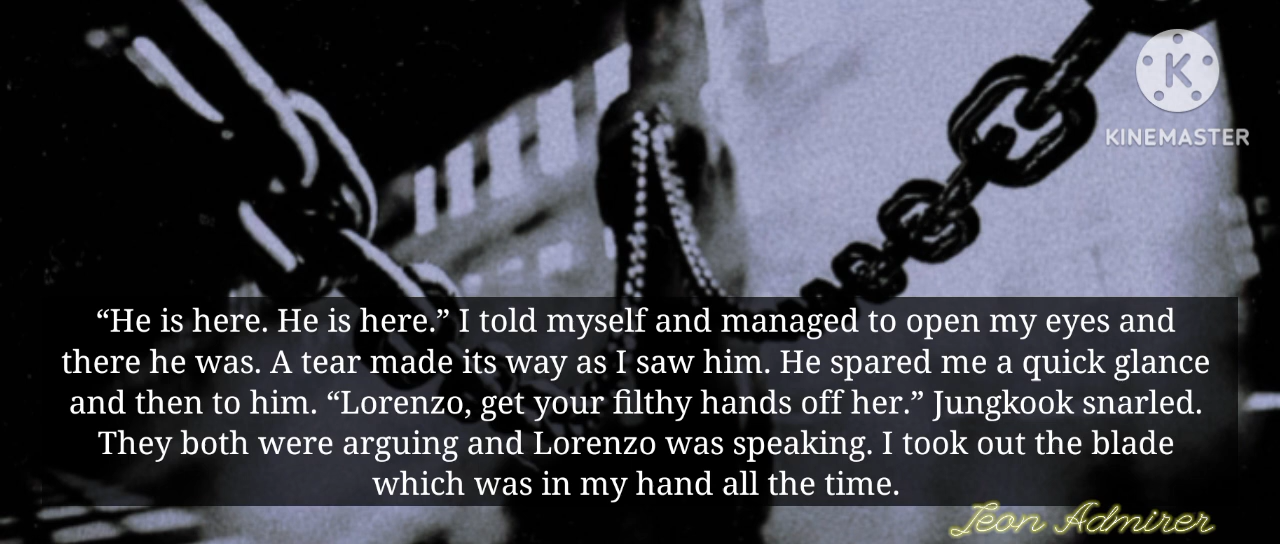 K
KINEMASTER
“He is here. He is here.” I told myself and managed to open my eyes and
there he was. A tear made its way as I saw him. He spared me a quick glance
and then to him. “Lorenzo, get your filthy hands off her.” Jungkook snarled.
They both were arguing and Lorenzo was speaking. I took out the blade
which was in my hand all the time.
Jeon Admirer